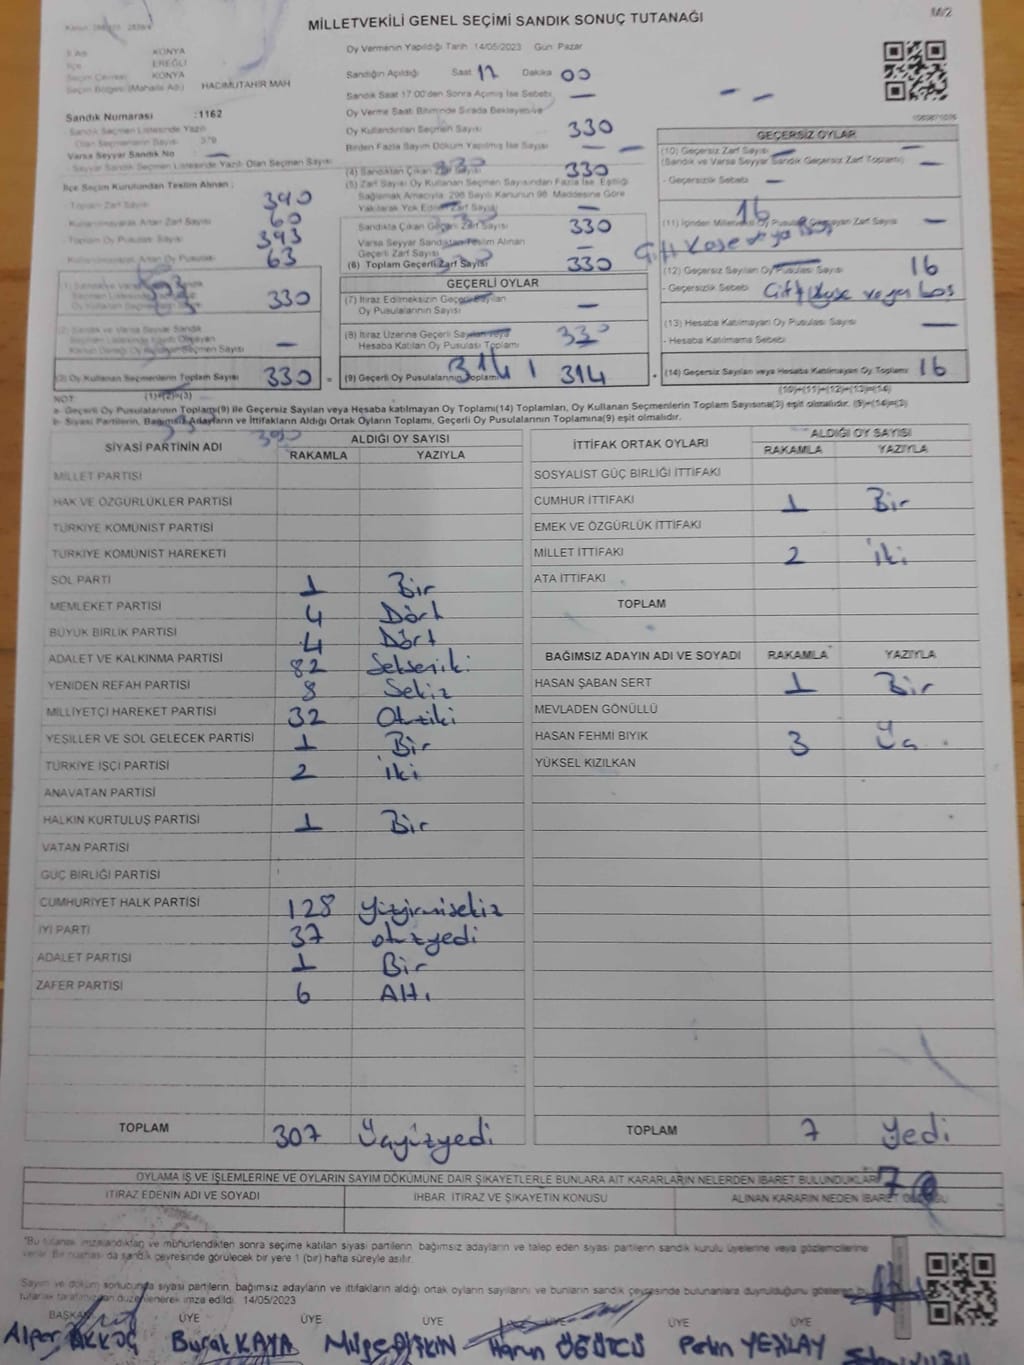 MİLLETVEKİLİ GENEL SEÇİMİ SANDIK SONUÇ TUTANAĞI
M/2
Oy Vermenin Yapıldığı Tarih 14/05/2023 Gün Pazar
KONYA
İlçe EREĞLİ
Seçim Çevresi KONYA
Seçim Bölgesi (Mahalle Adı) HACIMUTAHİR MAH
Sandığın Açıldığı Saat 17 Dakika 00
Sandık Saat 17:00'den Sonra Açılmış İse Sebebi —
Sandık Numarası :1162
Sandık Seçmen Listesinde Yazılı
Olan Seçmenlerin Sayısı 379
Varsa Seyyar Sandık No —
Seyyar Sandık Seçmen Listesinde Yazılı Olan Seçmen Sayısı
Oy Verme Saati Bitiminde Sırada Bekleyen ve
Oy Kullandırılan Seçmen Sayısı 330
Birden Fazla Sayım Döküm Yapılmış İse Sayısı —
(4) Sandıktan Çıkan Zarf Sayısı 330
(5) Zarf Sayısı Oy Kullanan Seçmen Sayısından Fazla İse, Eşitliği
Sağlamak Amacıyla 298 Sayılı Kanunun 98. Maddesine Göre
Yakılarak Yok Edilen Zarf Sayısı
İlçe Seçim Kurulundan Teslim Alınan ;
- Toplam Zarf Sayısı 390
Kullanılmayarak Artan Zarf Sayısı 60
- Toplam Oy Pusulası Sayısı 393
Kullanılmayarak Artan Oy Pusulası 63
Oy Kullanan Seçmen Sayısı 330
(2) Sandık ve Varsa Seyyar Sandık
Seçmen Listesinde Kayıtlı Olmayan
(3) Oy Kullanan Seçmenlerin Toplam Sayısı 330
(1)+(2)=(3)
Sandıkta Çıkan Geçerli Zarf Sayısı 330
Varsa Seyyar Sandıktan Teslim Alınan
Geçerli Zarf Sayısı —
(6) Toplam Geçerli Zarf Sayısı 330
GEÇERLİ OYLAR
(7) İtiraz Edilmeksizin Geçerli Sayılan
Oy Pusulalarının Sayısı —
(8) İtiraz Üzerine Geçerli Sayılan veya
Hesaba Katılan Oy Pusulası Toplamı 330
(9) Geçerli Oy Pusulalarının Toplamı 314 314
GEÇERSİZ OYLAR
(10) Geçersiz Zarf Sayısı —
(Sandık ve Varsa Seyyar Sandık Geçersiz Zarf Toplamı) —
- Geçersizlik Sebebi —
16
(11) İçinden Milletvekili Oy Pusulası Çıkmayan Zarf Sayısı —
(12) Geçersiz Sayılan Oy Pusulası Sayısı 16
- Geçersizlik Sebebi Çift Kaşe veya boş
(13) Hesaba Katılmayan Oy Pusulası Sayısı —
- Hesaba Katılmama Sebebi
(14) Geçersiz Sayılan veya Hesaba Katılmayan Oy Toplamı 16
(10)+(11)+(12)+(13)=(14)
NOT:
a- Geçerli Oy Pusulalarının Toplamı(9) ile Geçersiz Sayılan veya Hesaba katılmayan Oy Toplamı(14) Toplamları, Oy Kullanan Seçmenlerin Toplam Sayısına(3) eşit olmalıdır. (9)+(14)=(3)
b- Siyasi Partilerin, Bağımsız Adayların ve İttifakların Aldığı Ortak Oyların Toplamı, Geçerli Oy Pusulalarının Toplamına(9) eşit olmalıdır.
SİYASİ PARTİNİN ADI ALDIĞI OY SAYISI
RAKAMLA YAZIYLA
MİLLET PARTİSİ
HAK VE ÖZGÜRLÜKLER PARTİSİ
TÜRKİYE KOMÜNİST PARTİSİ
TÜRKİYE KOMÜNİST HAREKETİ
SOL PARTİ 1 Bir
MEMLEKET PARTİSİ 4 Dört
BÜYÜK BİRLİK PARTİSİ 4 Dört
ADALET VE KALKINMA PARTİSİ 82 Sekseniki
YENİDEN REFAH PARTİSİ 8 Sekiz
MİLLİYETÇİ HAREKET PARTİSİ 32 Otuziki
YEŞİLLER VE SOL GELECEK PARTİSİ 1 Bir
TÜRKİYE İŞÇİ PARTİSİ 2 İki
ANAVATAN PARTİSİ
HALKIN KURTULUŞ PARTİSİ 1 Bir
VATAN PARTİSİ
GÜÇ BİRLİĞİ PARTİSİ
CUMHURİYET HALK PARTİSİ 128 Yüzyirmisekiz
İYİ PARTİ 37 otuzyedi
ADALET PARTİSİ 1 Bir
ZAFER PARTİSİ 6 Altı
TOPLAM 307 Üçyüzyedi
İTTİFAK ORTAK OYLARI ALDIĞI OY SAYISI
RAKAMLA YAZIYLA
SOSYALİST GÜÇ BİRLİĞİ İTTİFAKI
CUMHUR İTTİFAKI 1 Bir
EMEK VE ÖZGÜRLÜK İTTİFAKI
MİLLET İTTİFAKI 2 İki
ATA İTTİFAKI
TOPLAM
BAĞIMSIZ ADAYIN ADI VE SOYADI RAKAMLA YAZIYLA
HASAN ŞABAN SERT 1 Bir
MEVLADEN GÖNÜLLÜ
HASAN FEHMİ BIYIK 3 Üç
YÜKSEL KIZILKAN
TOPLAM 7 Yedi
OYLAMA İŞ VE İŞLEMLERİNE VE OYLARIN SAYIM DÖKÜMÜNE DAİR ŞİKAYETLERLE BUNLARA AİT KARARLARIN NELERDEN İBARET BULUNDUKLARI 7
İTİRAZ EDENİN ADI VE SOYADI İHBAR İTİRAZ VE ŞİKAYETİN KONUSU ALINAN KARARIN NEDEN İBARET OLDUĞU
"Bu tutanak imzalandıktan ve mühürlendikten sonra seçime katılan siyasi partilerin, bağımsız adayların ve talep eden siyasi partilerin sandık kurulu üyelerine veya gözlemcilerine
verilir. Bir nüshası da sandık çevresinde görülecek bir yere 1 (bir) hafta süreyle asılır.
Sayım ve döküm sonucunda siyasi partilerin, bağımsız adayların ve ittifakların aldığı ortak oyların sayılarını ve bunların sandık çevresinde bulunanlara duyrulduğunu gösteren bu
tutanak tarafımızdan düzenlenerek imza edildi. 14/05/2023
BAŞKAN ÜYE ÜYE ÜYE ÜYE ÜYE
Alper AKKOÇ Burak KAYA Müge Harun ÖĞÜTCÜ Pelin YEŞİLAY